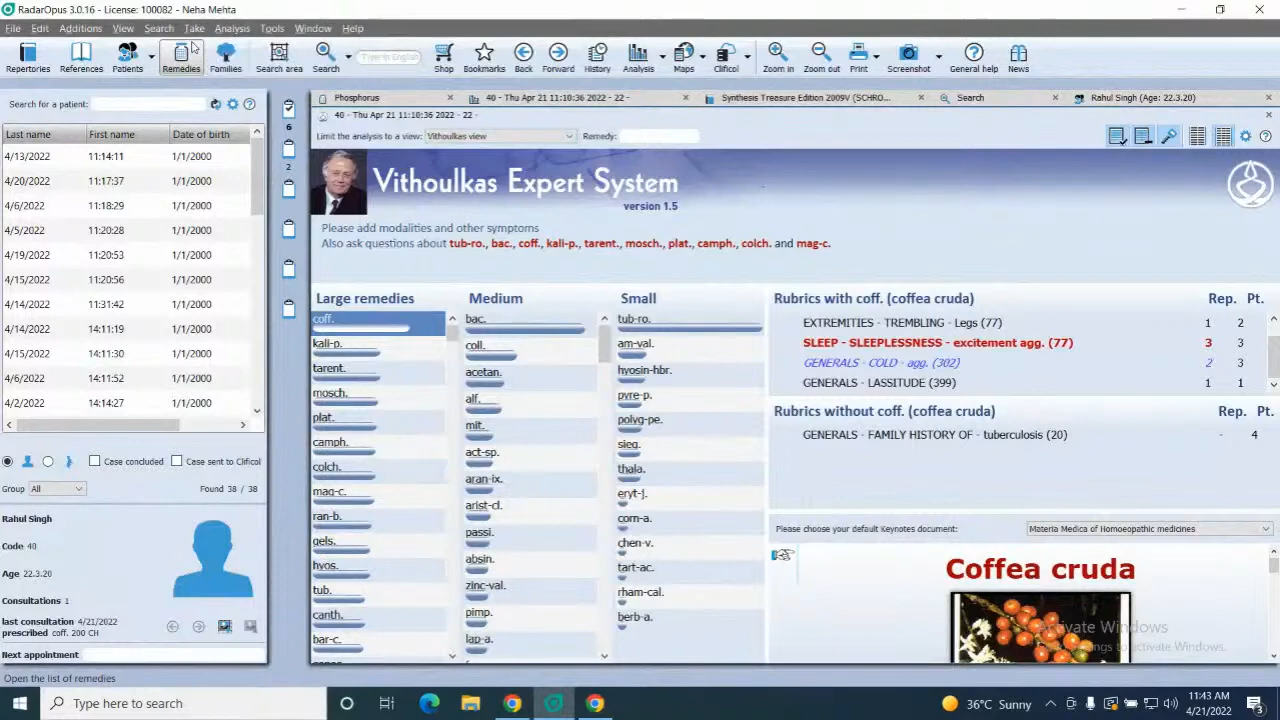 RadarOpus 3.0.16 - License: 100082 - Neha Mehta
File Edit Additions View Search Take Analysis Tools Window Help
Repertories References Patients Remedies Families Search area Search Type in English Shop Bookmarks Back Forward History Analysis Maps Clificol Zoom in Zoom out Print Screenshot General help News
Search for a patient:
Last name First name Date of birth
4/13/2022 11:14:11 1/1/2000
4/20/2022 11:17:37 1/1/2000
4/6/2022 11:18:29 1/1/2000
4/5/2022 11:20:28 1/1/2000
4/19/2022 11:20:53 1/1/2000
4/15/2022 11:20:56 1/1/2000
4/14/2022 11:31:42 1/1/2000
4/14/2022 14:11:19 1/1/2000
4/15/2022 14:11:30 1/1/2000
4/6/2022 14:11:52 1/1/2000
4/2/2022 14:14:27 1/1/2000
Case concluded Case sent to Clificol
Group All Found 38 / 38
Rahul Singh
Code 40
Age 22.3.20
Consultations 1
last consultation 4/21/2022
prescribed coff. 200 CH
Next appointment
Open the list of remedies
6
2
Phosphorus 40 - Thu Apr 21 11:10:36 2022 - 22 - Synthesis Treasure Edition 2009V (SCHRO... Search Rahul Singh (Age: 22.3.20)
40 - Thu Apr 21 11:10:36 2022 - 22 -
Limit the analysis to a view: Vithoulkas view Remedy:
Vithoulkas Expert System
version 1.5
Please add modalities and other symptoms
Also ask questions about tub-ro., bac., coff., kali-p., tarent., mosch., plat., camph., colch. and mag-c.
Large remedies
coff.
kali-p.
tarent.
mosch.
plat.
camph.
colch.
mag-c.
ran-b.
gels.
hyos.
tub.
canth.
bar-c.
Medium
bac.
coll.
acetan.
alf.
mit.
act-sp.
aran-ix.
arist-cl.
passi.
absin.
zinc-val.
pimp.
lap-a.
Small
tub-ro.
am-val.
hyosin-hbr.
pyre-p.
polyg-pe.
sieg.
thala.
eryt-j.
corn-a.
chen-v.
tart-ac.
rham-cal.
berb-a.
Rubrics with coff. (coffea cruda) Rep. Pt.
EXTREMITIES - TREMBLING - Legs (77) 1 2
SLEEP - SLEEPLESSNESS - excitement agg. (77) 3 3
GENERALS - COLD - agg. (302) 2 3
GENERALS - LASSITUDE (399) 1 1
Rubrics without coff. (coffea cruda) Rep. Pt.
GENERALS - FAMILY HISTORY OF - tuberculosis (20) - 4
Please choose your default Keynotes document: Materia Medica of Homoeopathic medicines
Coffea cruda
Activate Windows
Type here to search
36°C Sunny
11:43 AM
4/21/2022
3